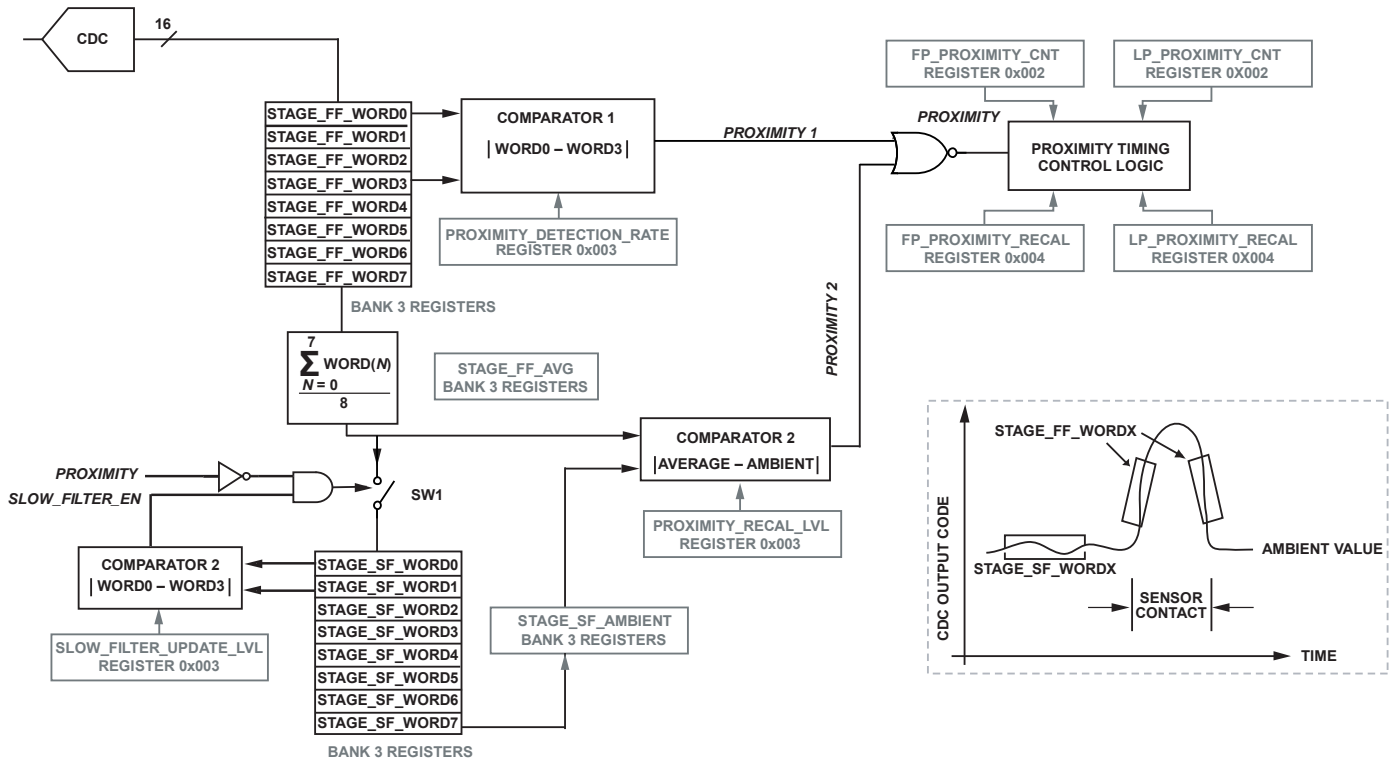 CDC
16
STAGE_FF_WORD0
STAGE_FF_WORD1
STAGE_FF_WORD2
STAGE_FF_WORD3
STAGE_FF_WORD4
STAGE_FF_WORD5
STAGE_FF_WORD6
STAGE_FF_WORD7
BANK 3 REGISTERS
COMPARATOR 1
|WORD0 – WORD3|
PROXIMITY_DETECTION_RATE
REGISTER 0x003
PROXIMITY 1
FP_PROXIMITY_CNT
REGISTER 0x002
LP_PROXIMITY_CNT
REGISTER 0X002
PROXIMITY
PROXIMITY TIMING
CONTROL LOGIC
FP_PROXIMITY_RECAL
REGISTER 0x004
LP_PROXIMITY_RECAL
REGISTER 0X004
PROXIMITY 2
7
Σ WORD(N)
N = 0
8
STAGE_FF_AVG
BANK 3 REGISTERS
COMPARATOR 2
|AVERAGE – AMBIENT|
PROXIMITY_RECAL_LVL
REGISTER 0x003
PROXIMITY
SLOW_FILTER_EN
SW1
COMPARATOR 2
|WORD0 – WORD3|
SLOW_FILTER_UPDATE_LVL
REGISTER 0x003
STAGE_SF_WORD0
STAGE_SF_WORD1
STAGE_SF_WORD2
STAGE_SF_WORD3
STAGE_SF_WORD4
STAGE_SF_WORD5
STAGE_SF_WORD6
STAGE_SF_WORD7
BANK 3 REGISTERS
STAGE_SF_AMBIENT
BANK 3 REGISTERS
STAGE_FF_WORDX
CDC OUTPUT CODE
AMBIENT VALUE
STAGE_SF_WORDX
SENSOR
CONTACT
TIME